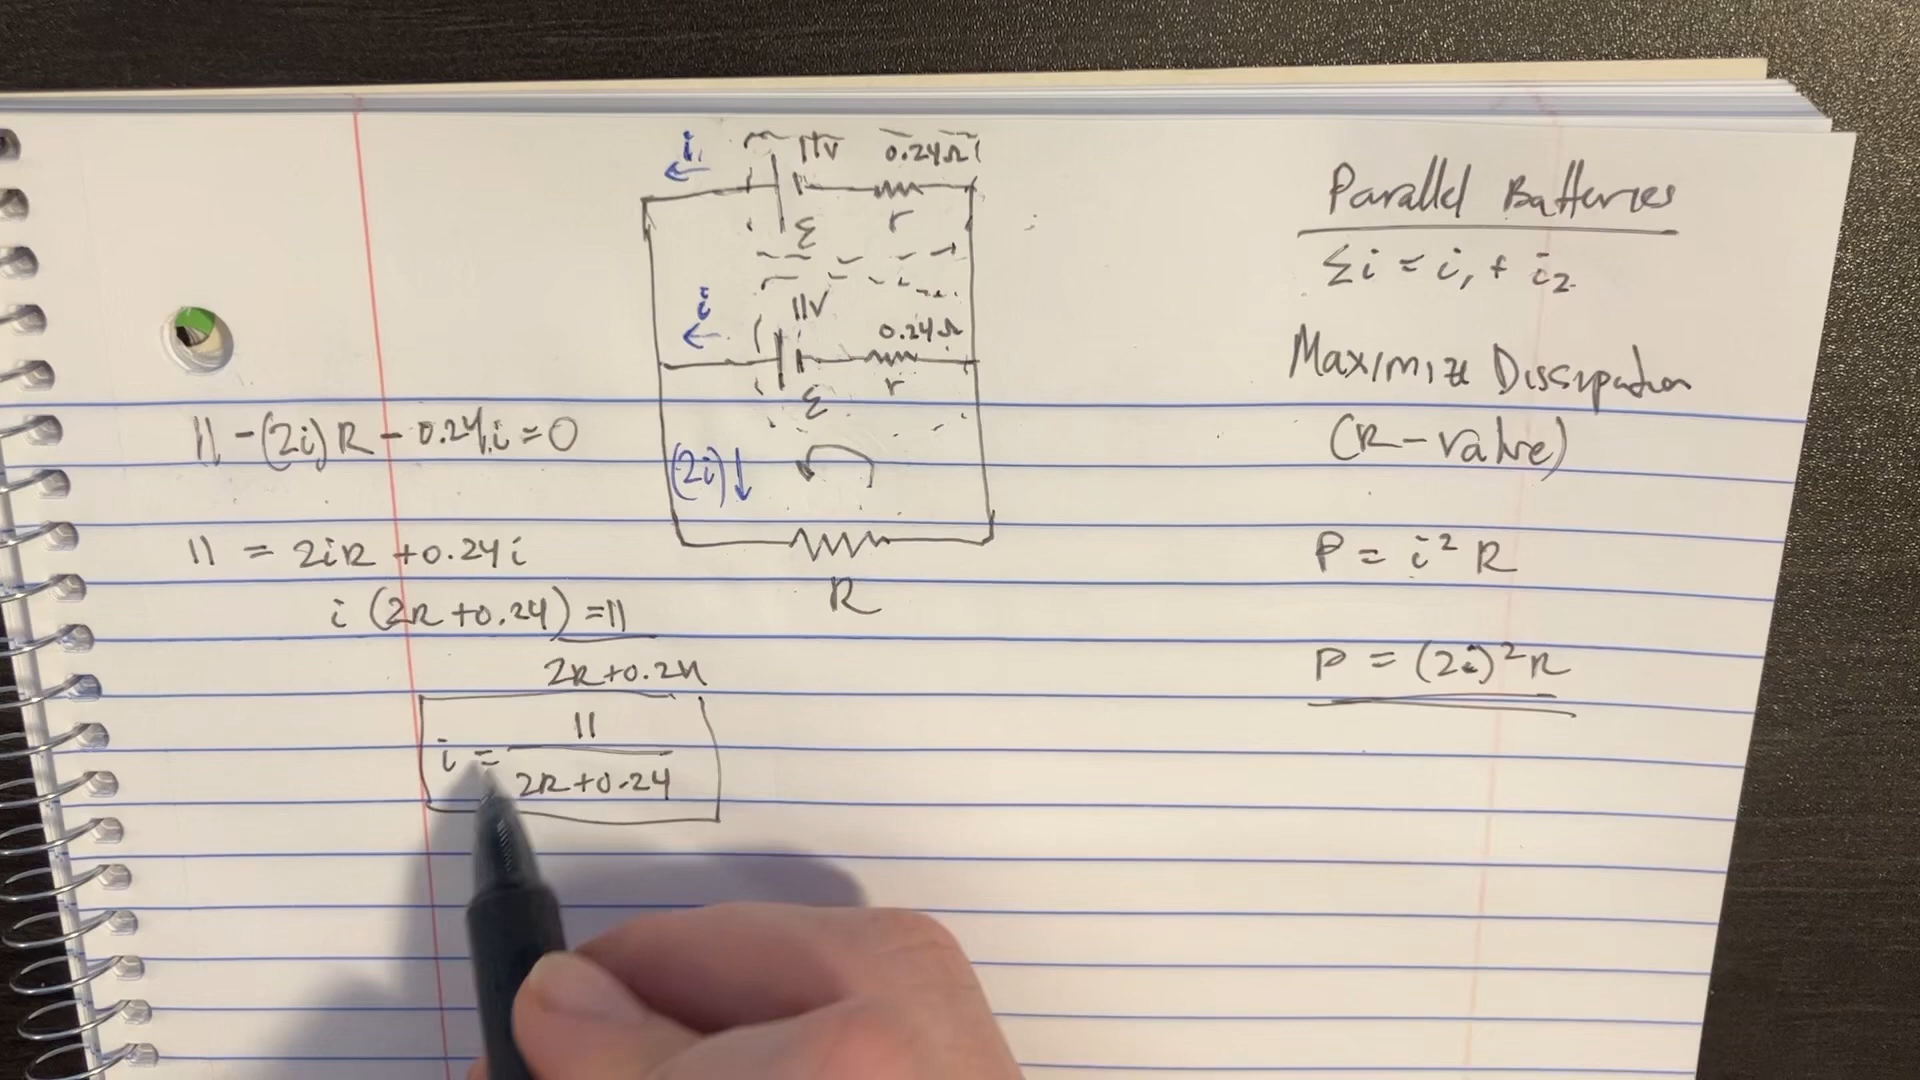 i₁
11V
0.24Ω
r
Ɛ
i
11V
0.24Ω
r
Ɛ
(2i)↓
R
11 - (2i)R - 0.24i = 0
11 = 2iR + 0.24i
i (2R + 0.24) = 11
2R + 0.24
i = 11 / 2R + 0.24
Parallel Batteries
Σi = i₁ + i₂
Maximize Dissipation
(R-value)
P = i² R
P = (2i)² R